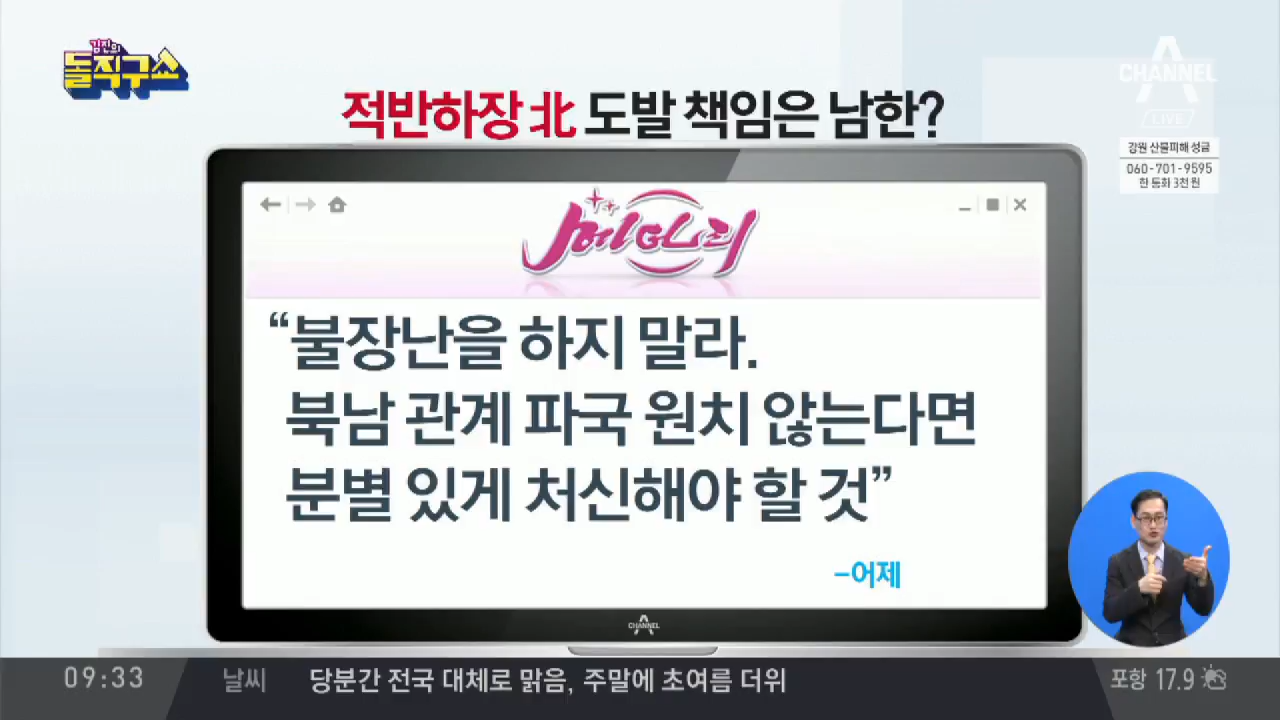 김진의
돌직구쇼
CHANNEL A
LIVE
강원 산불피해 성금
060-701-9595
한 통화 3천 원
적반하장 北 도발 책임은 남한?
메아리
“불장난을 하지 말라.
북남 관계 파국 원치 않는다면
분별 있게 처신해야 할 것”
-어제
CHANNEL A
09:33
날씨
당분간 전국 대체로 맑음, 주말에 초여름 더위
포항 17.9